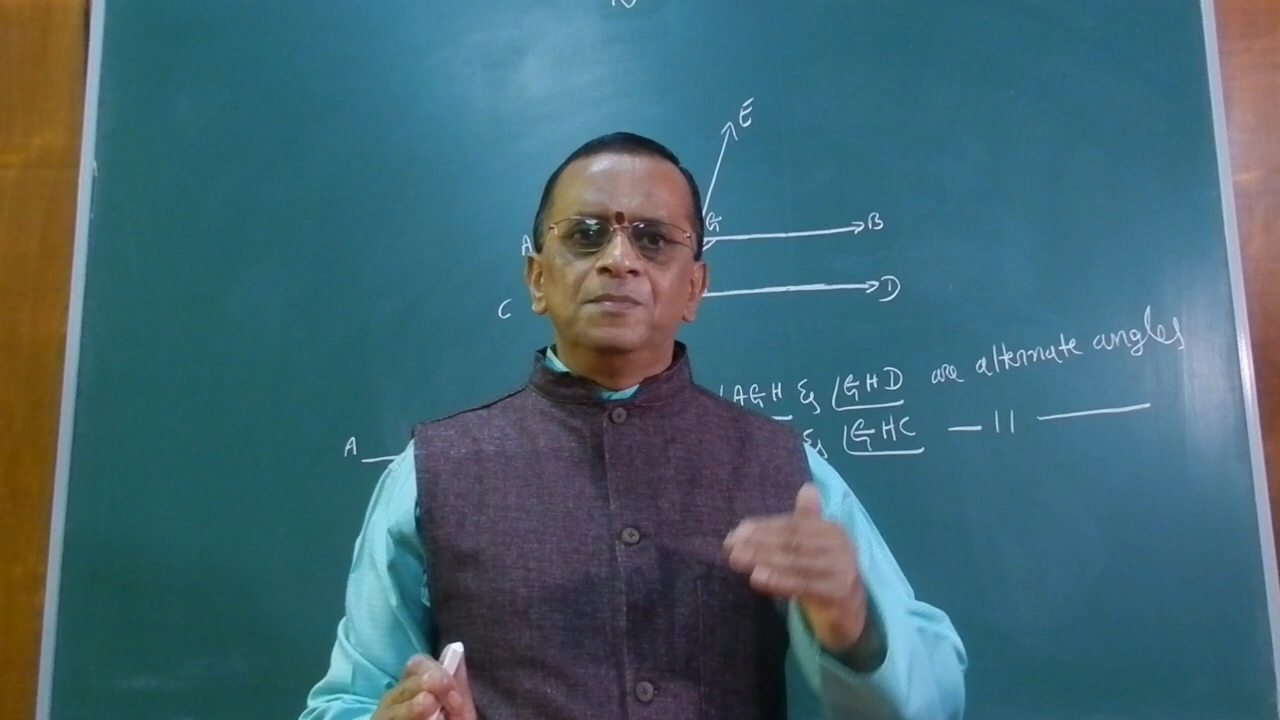 E
G B
A
C D
∠AGH & ∠GHD are alternate angles
A & ∠GHC — 11 —